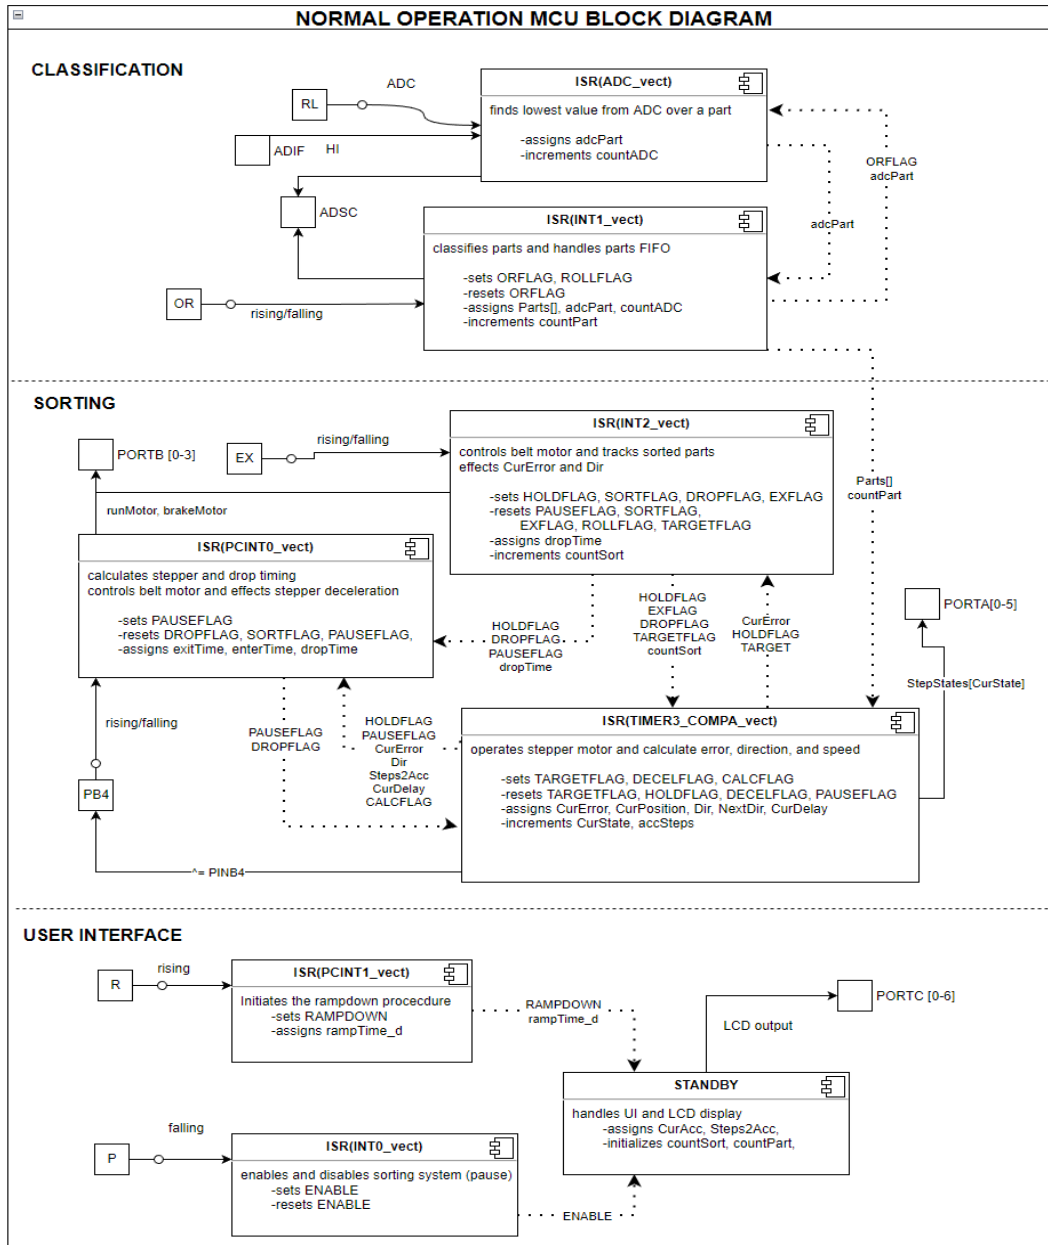 NORMAL OPERATION MCU BLOCK DIAGRAM
CLASSIFICATION
ISR(ADC_vect)
finds lowest value from ADC over a part
-assigns adcPart
-increments countADC
RL
ADC
ADIF
HI
ADSC
ORFLAG
adcPart
adcPart
ISR(INT1_vect)
classifies parts and handles parts FIFO
-sets ORFLAG, ROLLFLAG
-resets ORFLAG
-assigns Parts[], adcPart, countADC
-increments countPart
OR
rising/falling
SORTING
PORTB [0-3]
EX
rising/falling
ISR(INT2_vect)
controls belt motor and tracks sorted parts
effects CurError and Dir
-sets HOLDFLAG, SORTFLAG, DROPFLAG, EXFLAG
-resets PAUSEFLAG, SORTFLAG,
EXFLAG, ROLLFLAG, TARGETFLAG
-assigns dropTime
-increments countSort
Parts[]
countPart
runMotor, brakeMotor
ISR(PCINT0_vect)
calculates stepper and drop timing
controls belt motor and effects stepper deceleration
-sets PAUSEFLAG
-resets DROPFLAG, SORTFLAG, PAUSEFLAG,
-assigns exitTime, enterTime, dropTime
HOLDFLAG
DROPFLAG
PAUSEFLAG
dropTime
HOLDFLAG
EXFLAG
DROPFLAG
TARGETFLAG
countSort
CurError
HOLDFLAG
TARGET
PORTA[0-5]
StepStates[CurState]
rising/falling
PB4
PAUSEFLAG
DROPFLAG
HOLDFLAG
PAUSEFLAG
CurError
Dir
Steps2Acc
CurDelay
CALCFLAG
ISR(TIMER3_COMPA_vect)
operates stepper motor and calculate error, direction, and speed
-sets TARGETFLAG, DECELFLAG, CALCFLAG
-resets TARGETFLAG, HOLDFLAG, DECELFLAG, PAUSEFLAG
-assigns CurError, CurPosition, Dir, NextDir, CurDelay
-increments CurState, accSteps
^= PINB4
USER INTERFACE
R
rising
ISR(PCINT1_vect)
Initiates the rampdown procecdure
-sets RAMPDOWN
-assigns rampTime_d
RAMPDOWN
rampTime_d
PORTC [0-6]
LCD output
STANDBY
handles UI and LCD display
-assigns CurAcc, Steps2Acc,
-initializes countSort, countPart,
P
falling
ISR(INT0_vect)
enables and disables sorting system (pause)
-sets ENABLE
-resets ENABLE
ENABLE